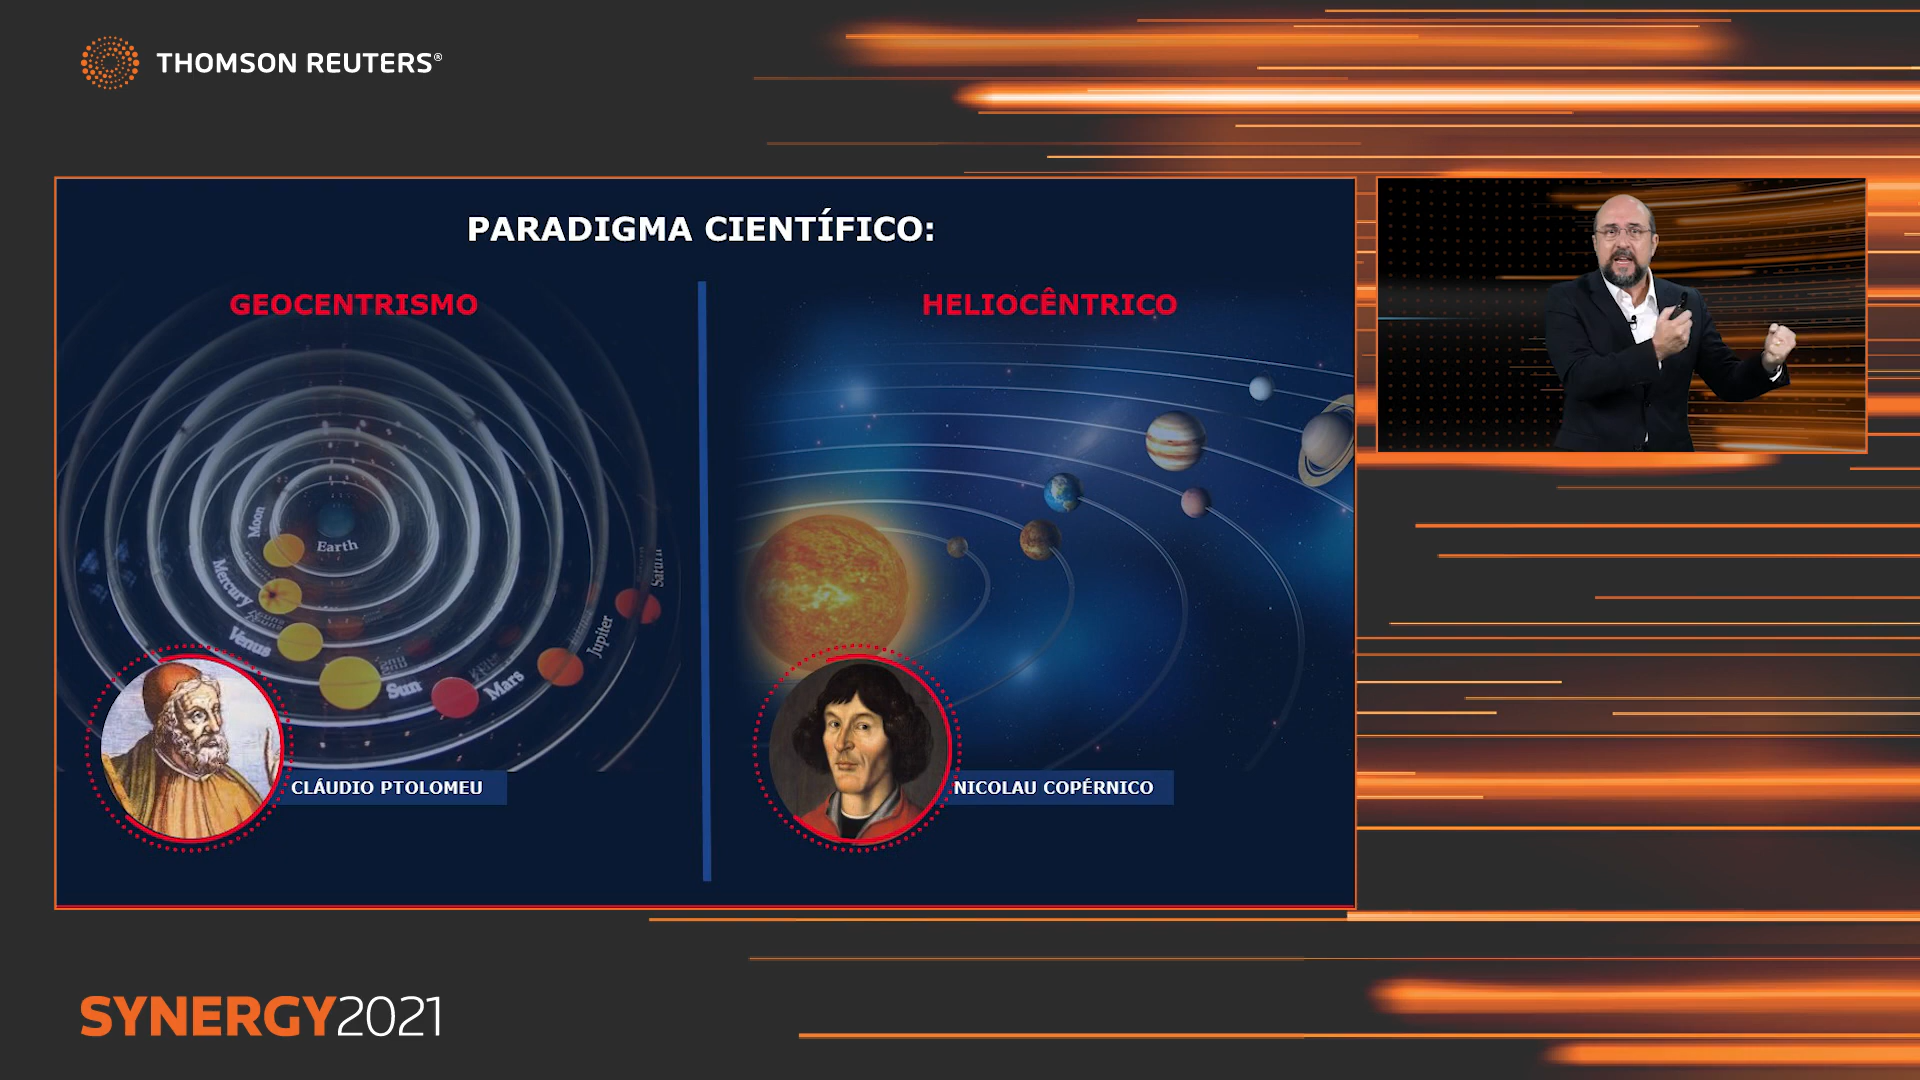 THOMSON REUTERS®
PARADIGMA CIENTÍFICO:
GEOCENTRISMO
HELIOCÊNTRICO
Moon
Earth
Mercury
Venus
Sun
Mars
Jupiter
Saturn
CLÁUDIO PTOLOMEU
NICOLAU COPÉRNICO
SYNERGY2021